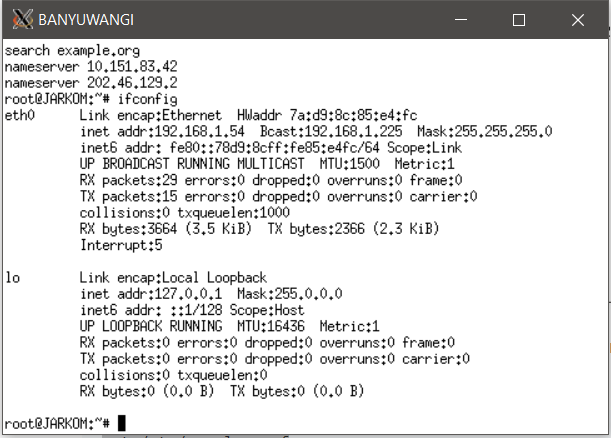 BANYUWANGI
search example.org
nameserver 10.151.83.42
nameserver 202.46.129.2
root@JARKOM:~# ifconfig
eth0      Link encap:Ethernet  HWaddr 7a:d9:8c:85:e4:fc
          inet addr:192.168.1.54  Bcast:192.168.1.225  Mask:255.255.255.0
          inet6 addr: fe80::78d9:8cff:fe85:e4fc/64 Scope:Link
          UP BROADCAST RUNNING MULTICAST  MTU:1500  Metric:1
          RX packets:29 errors:0 dropped:0 overruns:0 frame:0
          TX packets:15 errors:0 dropped:0 overruns:0 carrier:0
          collisions:0 txqueuelen:1000
          RX bytes:3664 (3.5 KiB)  TX bytes:2366 (2.3 KiB)
          Interrupt:5
lo        Link encap:Local Loopback
          inet addr:127.0.0.1  Mask:255.0.0.0
          inet6 addr: ::1/128 Scope:Host
          UP LOOPBACK RUNNING  MTU:16436  Metric:1
          RX packets:0 errors:0 dropped:0 overruns:0 frame:0
          TX packets:0 errors:0 dropped:0 overruns:0 carrier:0
          collisions:0 txqueuelen:0
          RX bytes:0 (0.0 B)  TX bytes:0 (0.0 B)
root@JARKOM:~#